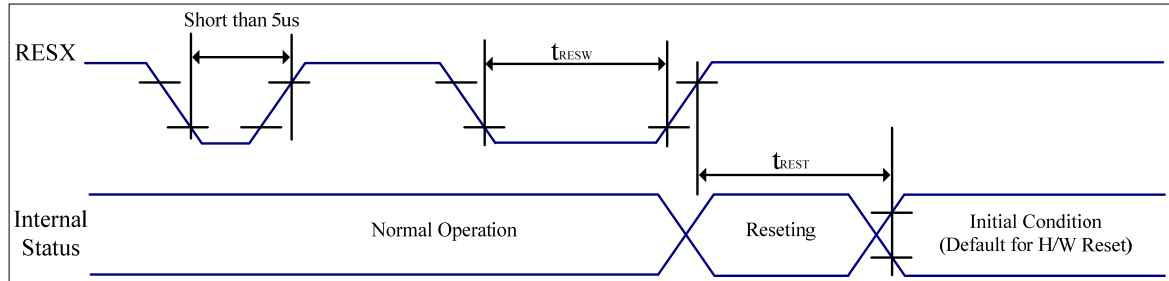 Short than 5us
RESX
tRESW
tREST
Internal
Status
Normal Operation
Reseting
Initial Condition
(Default for H/W Reset)